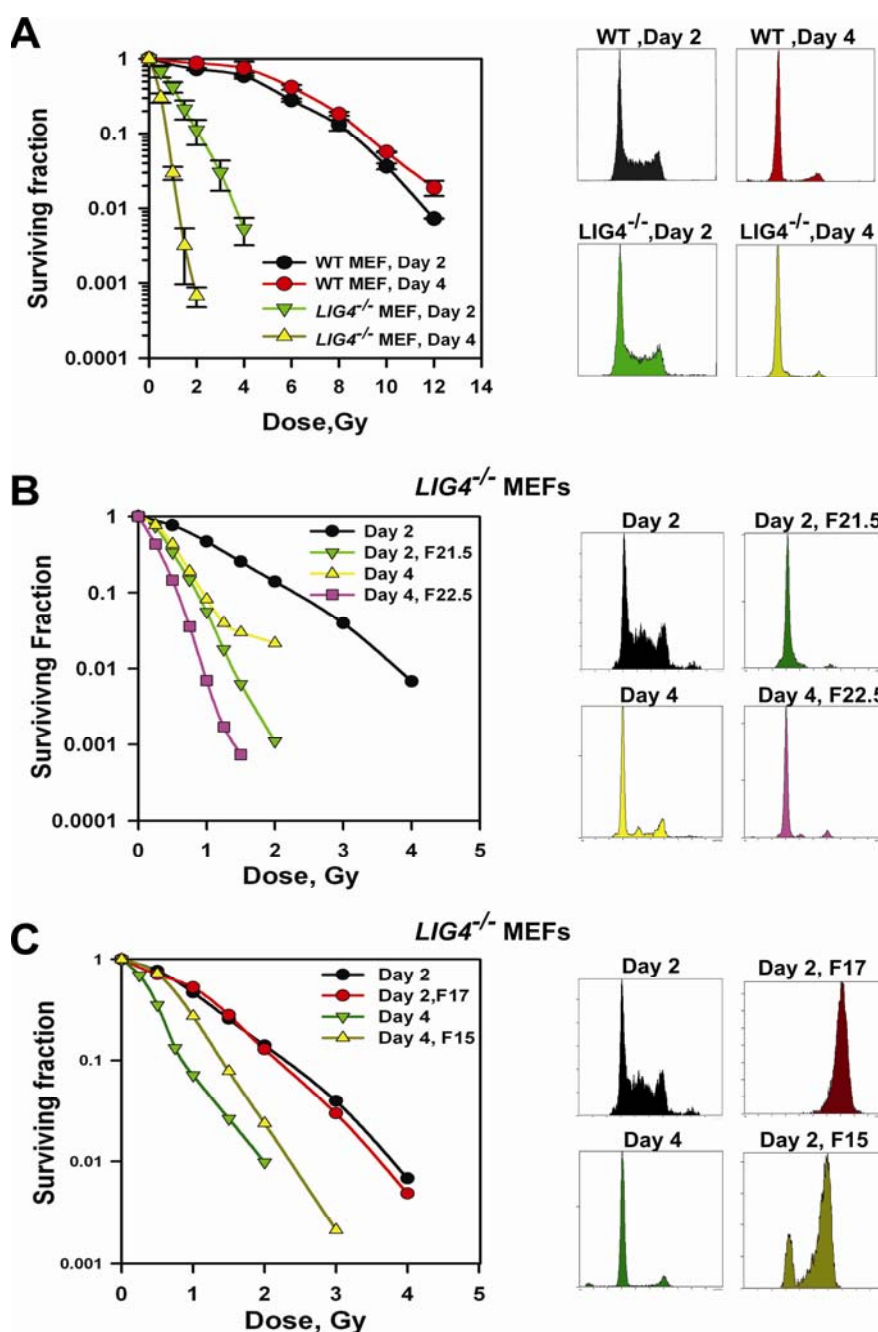 A
WT ,Day 2
WT ,Day 4
1
0.1
0.01
0.001
0.0001
Surviving fraction
WT MEF, Day 2
WT MEF, Day 4
LIG4-/- MEF, Day 2
LIG4-/- MEF, Day 4
0 2 4 6 8 10 12 14
Dose,Gy
LIG4-/-,Day 2
LIG4-/-,Day 4
B
LIG4-/- MEFs
1
0.1
0.01
0.001
0.0001
Survivivng Fraction
Day 2
Day 2, F21.5
Day 4
Day 4, F22.5
0 1 2 3 4 5
Dose, Gy
Day 2
Day 2, F21.5
Day 4
Day 4, F22.5
C
LIG4-/- MEFs
1
0.1
0.01
0.001
Surviving fraction
Day 2
Day 2,F17
Day 4
Day 4, F15
0 1 2 3 4 5
Dose, Gy
Day 2
Day 2, F17
Day 4
Day 2, F15